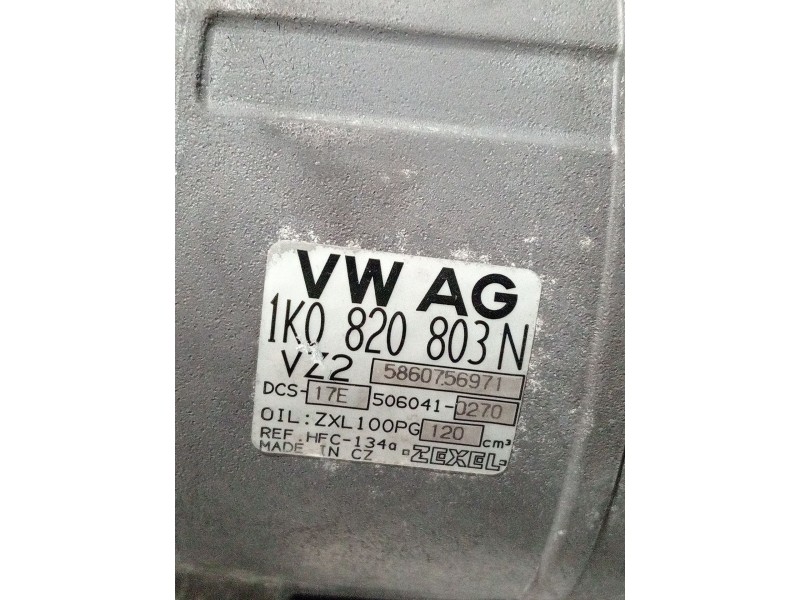 VW AG
1K0 820 803 N
VZ2 5860756971
DCS-17E 506041-0270
OIL:ZXL100PG 120 cm³
REF.HFC-134a
MADE IN CZ ZEXEL